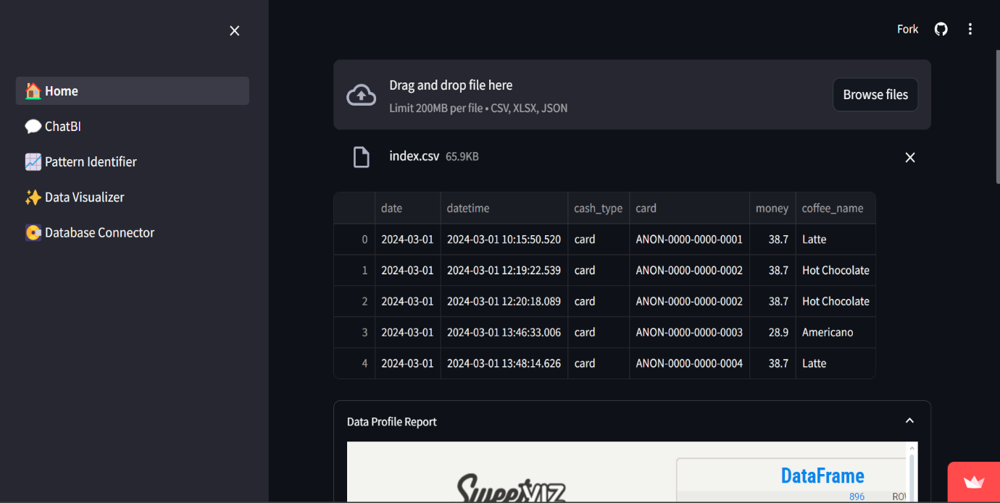 Fork
Home
ChatBI
Pattern Identifier
Data Visualizer
Database Connector
Drag and drop file here
Limit 200MB per file • CSV, XLSX, JSON
Browse files
index.csv 65.9KB
date datetime cash_type card money coffee_name
0 2024-03-01 2024-03-01 10:15:50.520 card ANON-0000-0000-0001 38.7 Latte
1 2024-03-01 2024-03-01 12:19:22.539 card ANON-0000-0000-0002 38.7 Hot Chocolate
2 2024-03-01 2024-03-01 12:20:18.089 card ANON-0000-0000-0002 38.7 Hot Chocolate
3 2024-03-01 2024-03-01 13:46:33.006 card ANON-0000-0000-0003 28.9 Americano
4 2024-03-01 2024-03-01 13:48:14.626 card ANON-0000-0000-0004 38.7 Latte
Data Profile Report
SweetVIZ
DataFrame
896